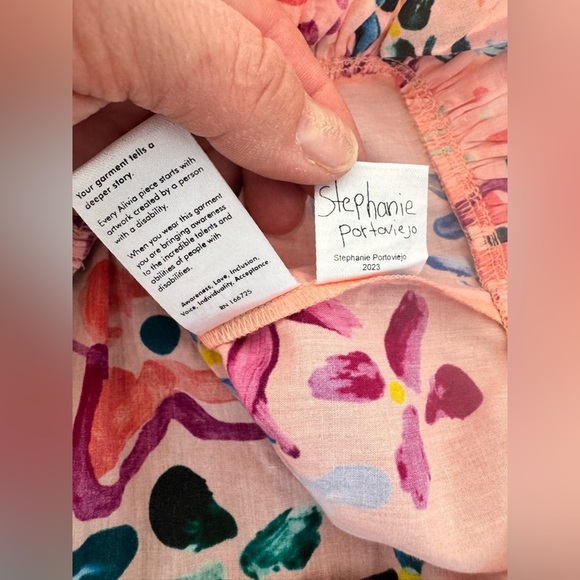 Your garment tells a
deeper story.
Every Alivia piece starts with
artwork created by a person
with a disability.
When you wear this garment
you are bringing awareness
to the incredible talents and
abilities of people with
disabilities.
Awareness, Love, Inclusion,
Voice, Individuality, Acceptance
RN 166725
Stephanie
Portoviejo
Stephanie Portoviejo
2023